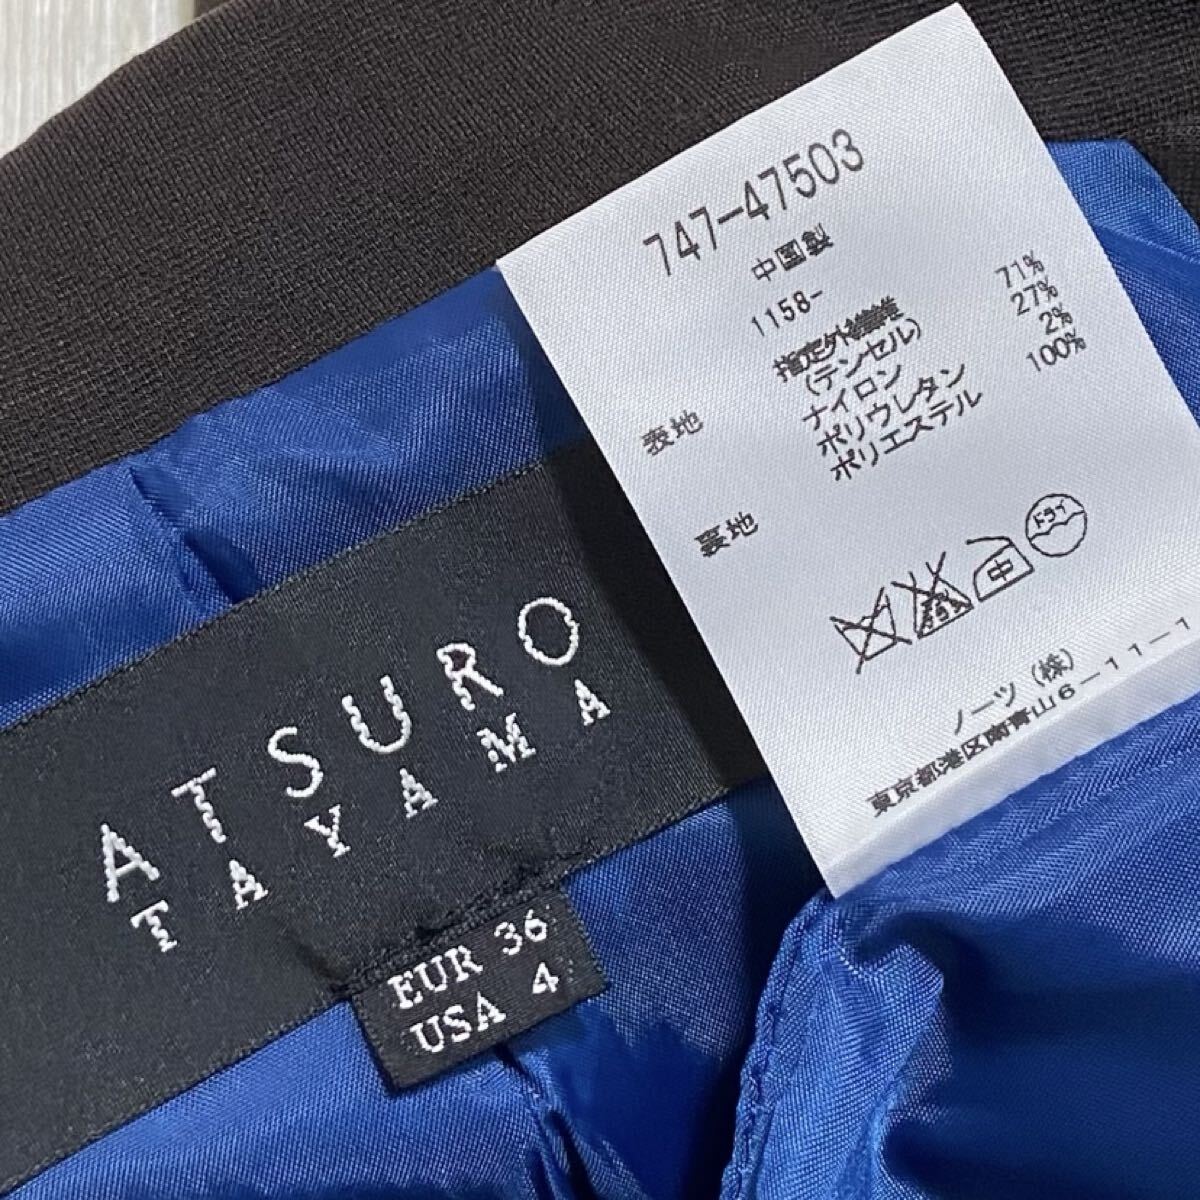 747-47503
中国製
1158-
指定外繊維 71%
(テンセル)
表地 ナイロン 27%
ポリウレタン 2%
裏地 ポリエステル 100%
ドライ
中
ノーツ(株)
東京都港区南青山6-11-1
ATSURO
TAYAMA
EUR 36
USA 4